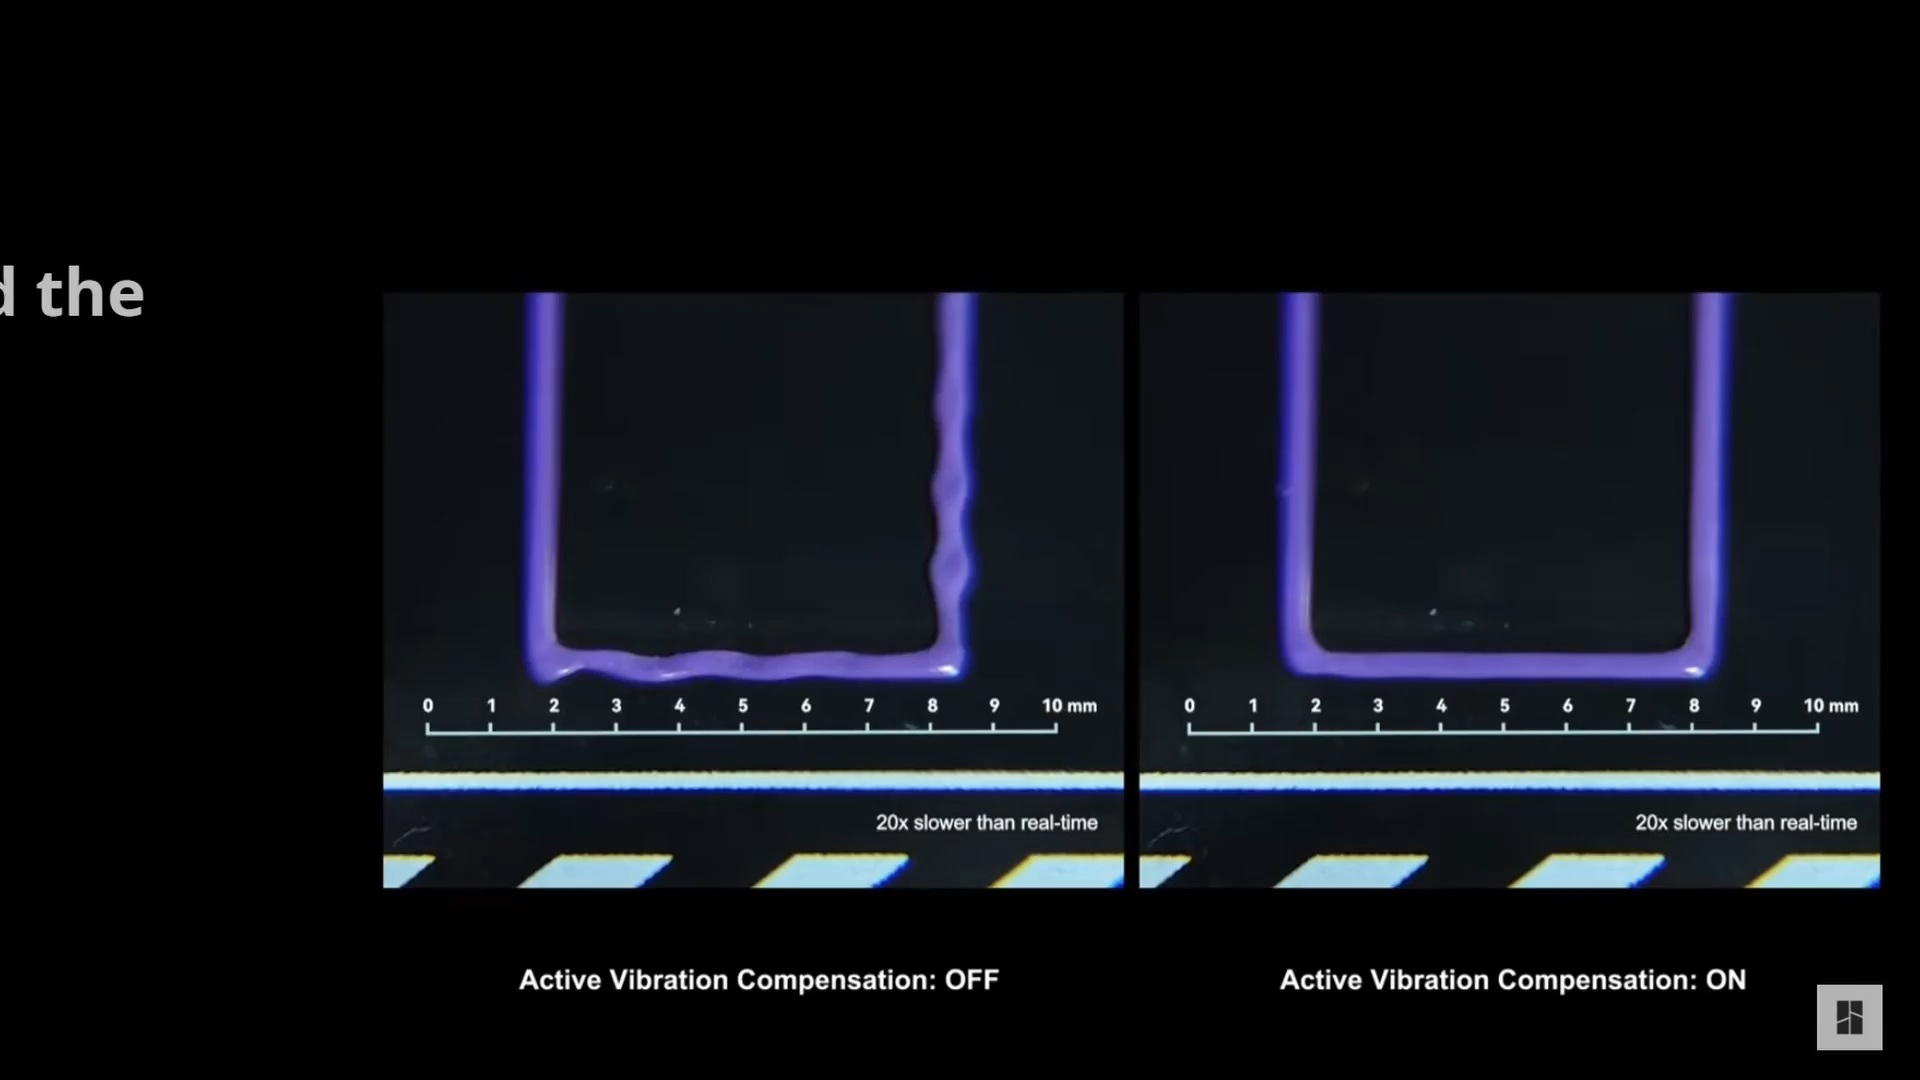 d the
0 1 2 3 4 5 6 7 8 9 10 mm
20x slower than real-time
Active Vibration Compensation: OFF
0 1 2 3 4 5 6 7 8 9 10 mm
20x slower than real-time
Active Vibration Compensation: ON